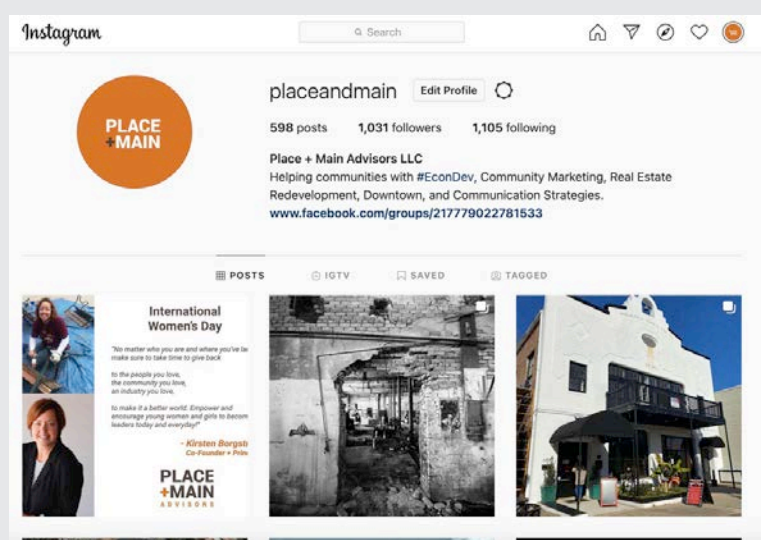 Instagram
Search
placeandmain Edit Profile
598 posts 1,031 followers 1,105 following
Place + Main Advisors LLC
Helping communities with #EconDev, Community Marketing, Real Estate
Redevelopment, Downtown, and Communication Strategies.
www.facebook.com/groups/217779022781533
POSTS IGTV SAVED TAGGED
PLACE
+MAIN
International
Women's Day
"No matter who you are and where you've
make sure to take time to give back
to the people you love,
the community you love,
an industry you love,
to make it a better world. Empower and
encourage young women and girls to
leaders today and everyday!"
- Kirsten
Co-Founder +
PLACE
+MAIN
ADVISORS